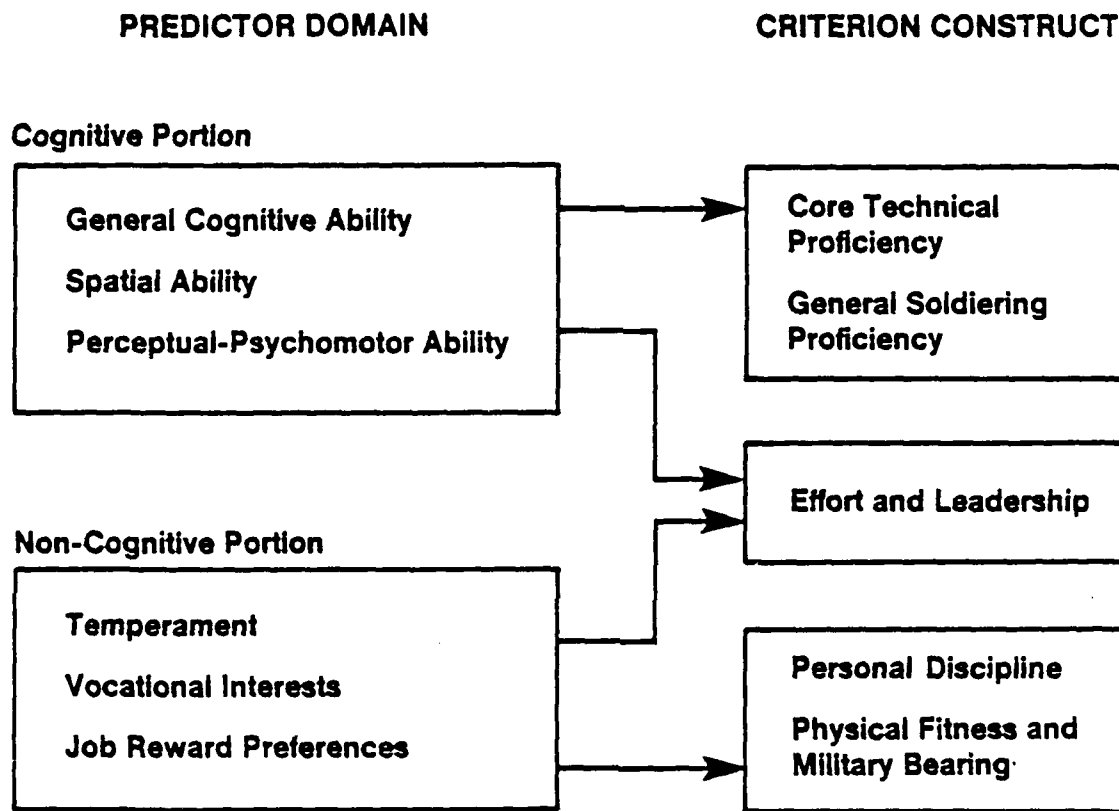 PREDICTOR DOMAIN
CRITERION CONSTRUCT
Cognitive Portion
General Cognitive Ability
Spatial Ability
Perceptual-Psychomotor Ability
Core Technical
Proficiency
General Soldiering
Proficiency
Effort and Leadership
Non-Cognitive Portion
Temperament
Vocational Interests
Job Reward Preferences
Personal Discipline
Physical Fitness and
Military Bearing